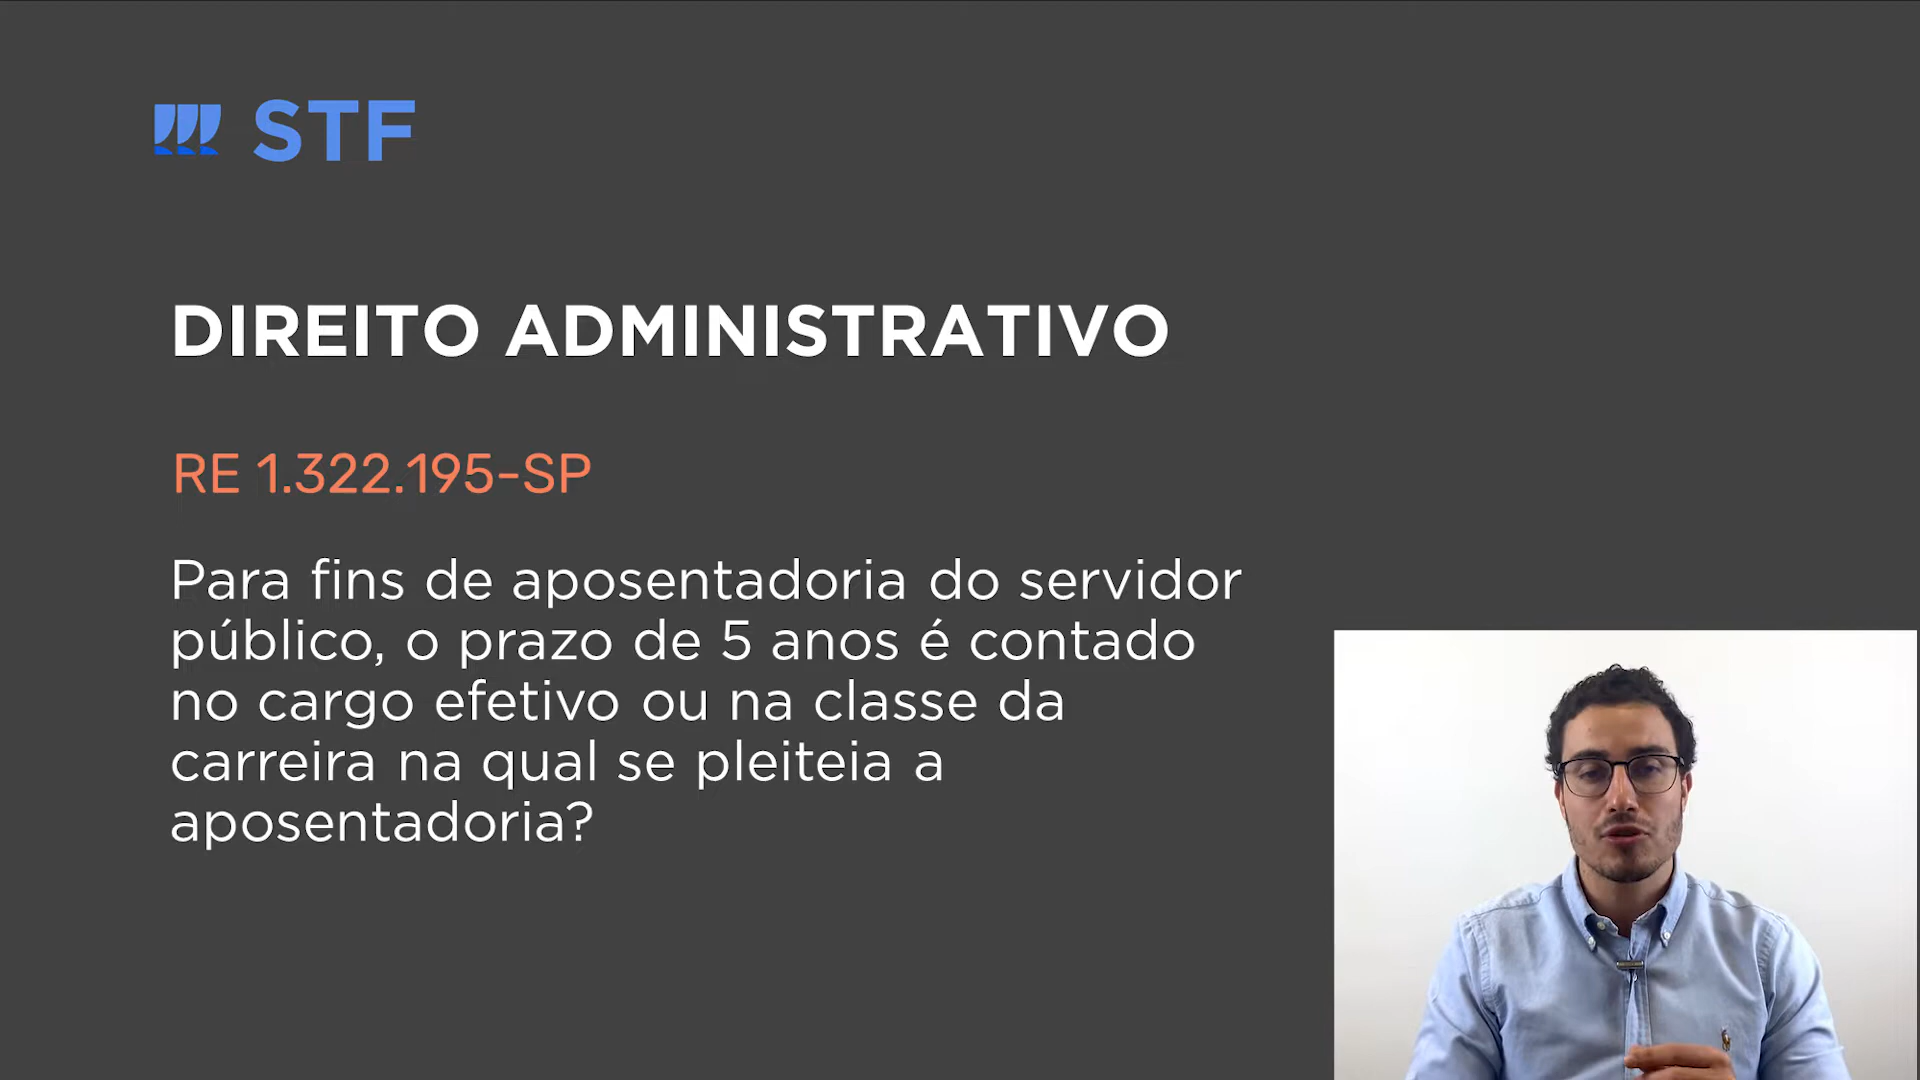 STF
DIREITO ADMINISTRATIVO
RE 1.322.195-SP
Para fins de aposentadoria do servidor
público, o prazo de 5 anos é contado
no cargo efetivo ou na classe da
carreira na qual se pleiteia a
aposentadoria?